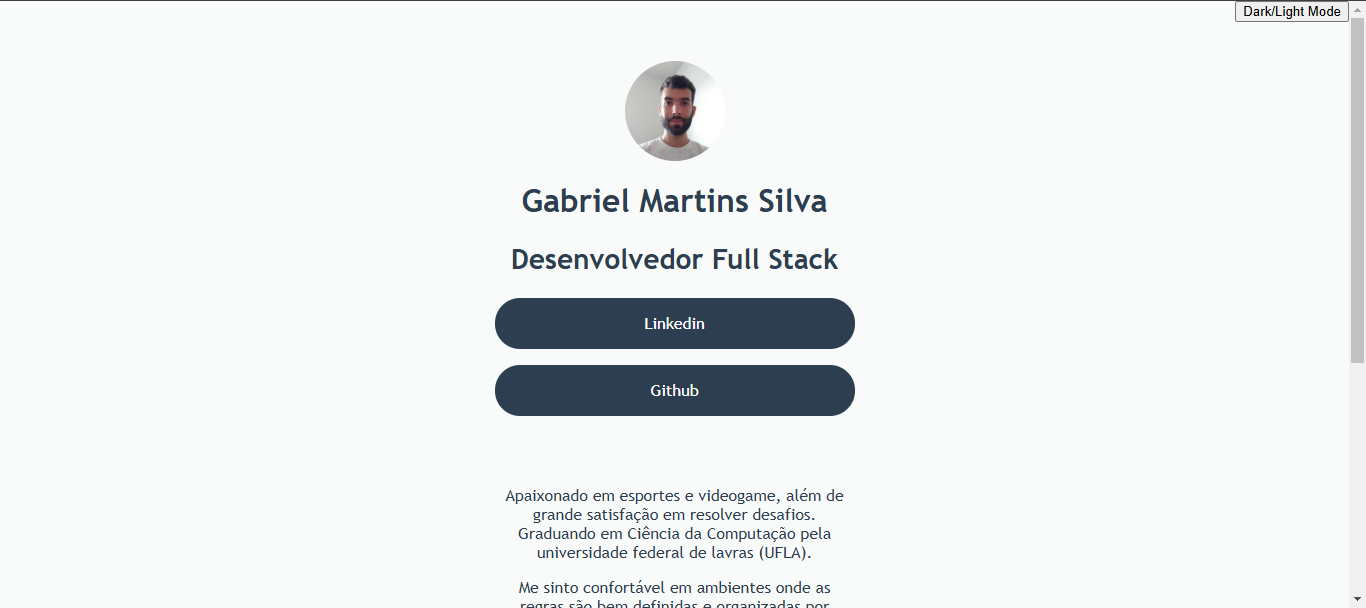 Dark/Light Mode
Gabriel Martins Silva
Desenvolvedor Full Stack
Linkedin
Github
Apaixonado em esportes e videogame, além de
grande satisfação em resolver desafios.
Graduando em Ciência da Computação pela
universidade federal de lavras (UFLA).
Me sinto confortável em ambientes onde as
regras são bem definidas e organizadas por